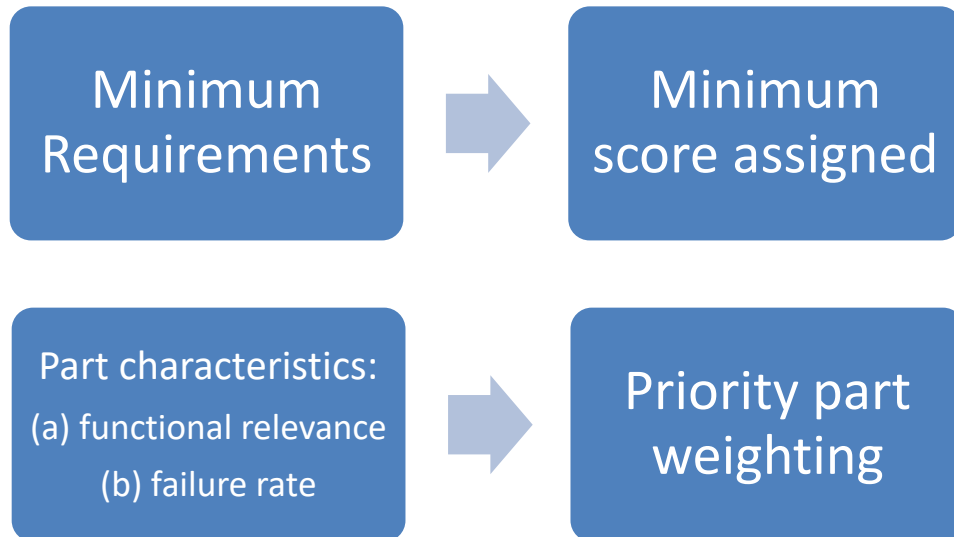 Minimum
Requirements
Minimum
score assigned
Part characteristics:
(a) functional relevance
(b) failure rate
Priority part
weighting